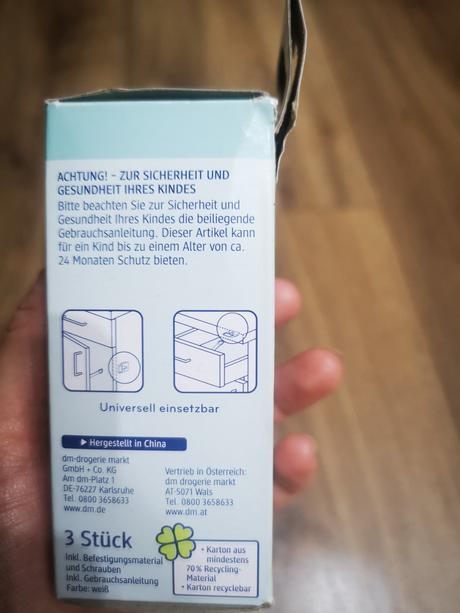 ACHTUNG! – ZUR SICHERHEIT UND
GESUNDHEIT IHRES KINDES
Bitte beachten Sie zur Sicherheit und
Gesundheit Ihres Kindes die beiliegende
Gebrauchsanleitung. Dieser Artikel kann
für ein Kind bis zu einem Alter von ca.
24 Monaten Schutz bieten.
Universell einsetzbar
▶ Hergestellt in China
dm-drogerie markt
GmbH + Co. KG
Am dm-Platz 1
DE-76227 Karlsruhe
Tel. 0800 3658633
www.dm.de
Vertrieb in Österreich:
dm drogerie markt
AT-5071 Wals
Tel. 0800 3658633
www.dm.at
3 Stück
Inkl. Befestigungsmaterial
und Schrauben
Inkl. Gebrauchsanleitung
Farbe: weiß
• Karton aus
mindestens
70 % Recycling-
Material
• Karton recyclebar